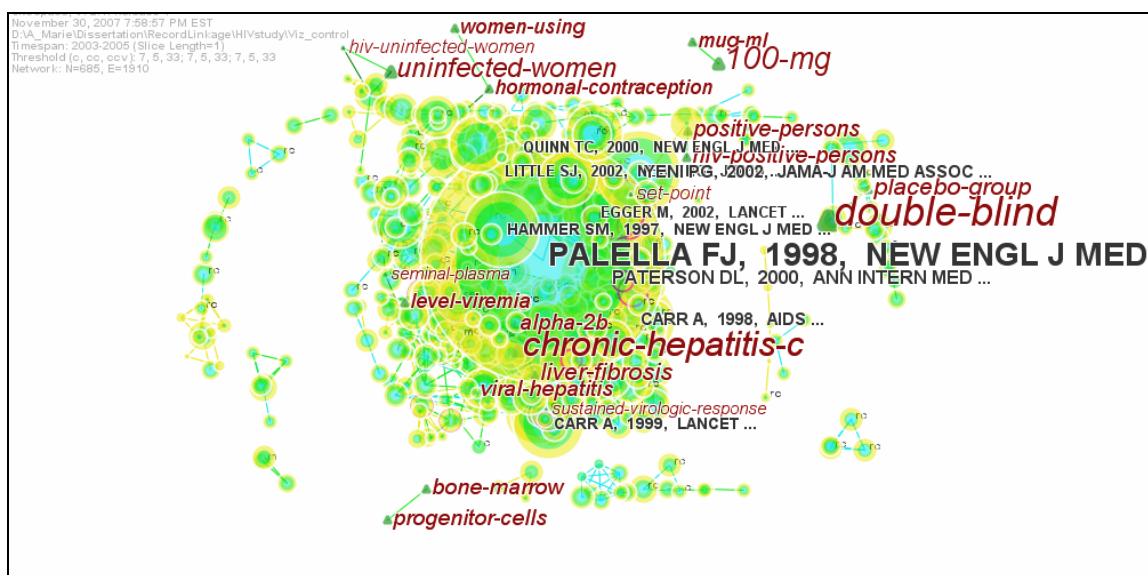 November 30, 2007 7:58:57 PM EST
D:\A_Marie\Dissertation\RecordLinkage\HIVstudy\Viz_control
Timespan: 2003-2005 (Slice Length=1)
Threshold (c, cc, ccv): 7, 5, 33; 7, 5, 33; 7, 5, 33
Network: N=685, E=1910
women-using
hiv-uninfected-women
uninfected-women
hormonal-contraception
mug-ml
100-mg
positive-persons
QUINN TC, 2000, NEW ENGL J MED ...
hiv-positive-persons
LITTLE SJ, 2002, YENI PG, 2002, JAMA-J AM MED ASSOC ...
set-point
placebo-group
EGGER M, 2002, LANCET ...
double-blind
HAMMER SM, 1997, NEW ENGL J MED ...
PALELLA FJ, 1998, NEW ENGL J MED
seminal-plasma
PATERSON DL, 2000, ANN INTERN MED ...
level-viremia
alpha-2b
CARR A, 1998, AIDS ...
chronic-hepatitis-c
liver-fibrosis
viral-hepatitis
sustained-virologic-response
CARR A, 1999, LANCET ...
bone-marrow
progenitor-cells